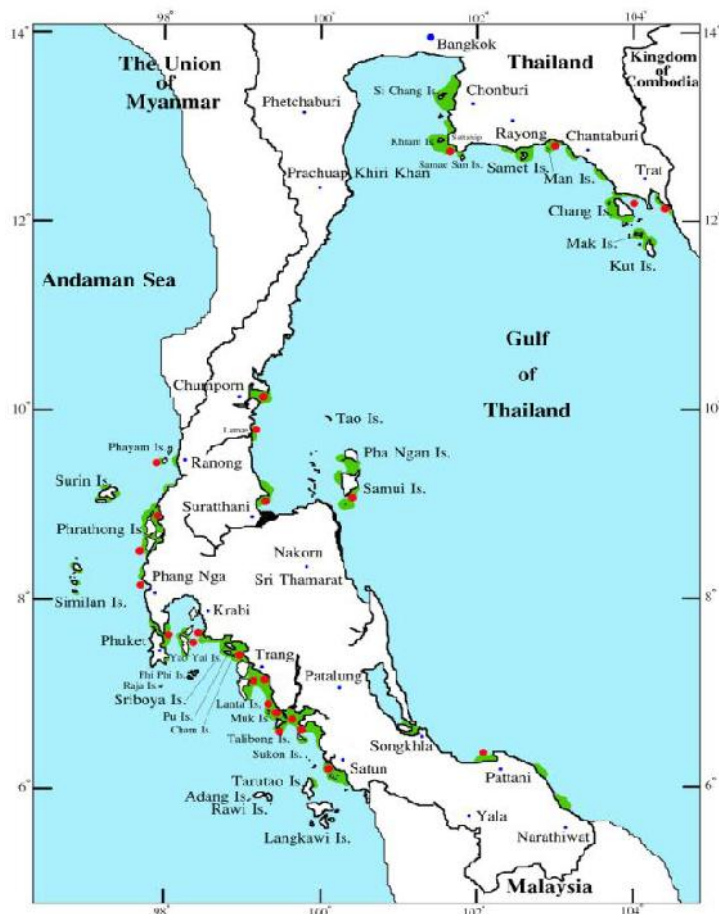 98°
100°
102°
104°
14°
14°
Bangkok
The Union
of
Myanmar
Thailand
Kingdom
of
Combodia
Si Chang Is.
Chonburi
Phetchaburi
Rayong
Chantaburi
Khram Is.
Samae San Is.
Samet Is.
Man Is.
Trat
Prachuap Khiri Khan
12°
12°
Chang Is.
Mak Is.
Kut Is.
Andaman Sea
Gulf
of
Thailand
Chumporn
10°
10°
Tao Is.
Phayam Is.
Ranong
Pha Ngan Is.
Surin Is.
Suratthani
Samui Is.
Phrathong Is.
Nakorn
Sri Thamarat
Phang Nga
8°
8°
Similan Is.
Krabi
Phuket
Yao Yai Is.
Trang
Phi Phi Is.
Raja Is.
Patalung
Sriboya Is.
Pu Is.
Lanta Is.
Cham Is.
Muk Is.
Talibong Is.
Songkhla
Sukon Is.
Satun
Pattani
6°
6°
Tarutao Is.
Adang Is.
Rawi Is.
Yala
Langkawi Is.
Narathiwat
Malaysia
98°
100°
102°
104°